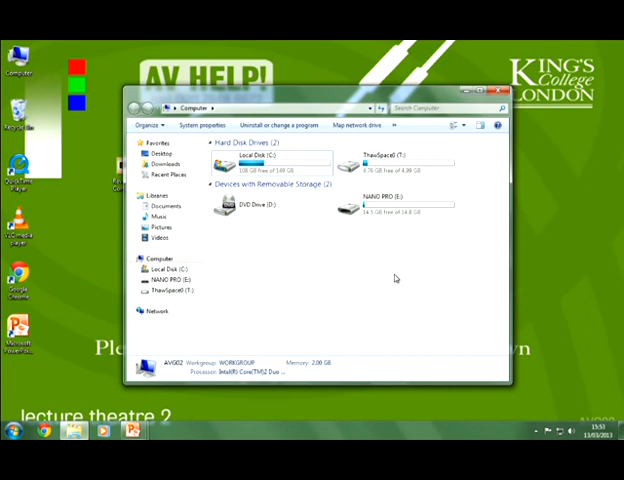 Computer
AV HELP!
KING'S
College
LONDON
Computer
Search Computer
Organize
System properties
Uninstall or change a program
Map network drive
»
Recycle Bin
QuickTime Player
VLC media player
Google Chrome
Microsoft
Favorites
Desktop
Downloads
Recent Places
Libraries
Documents
Music
Pictures
Videos
Computer
Local Disk (C:)
NANO PRO (E:)
ThawSpace0 (T:)
Network
Hard Disk Drives (2)
Local Disk (C:)
108 GB free of 149 GB
ThawSpace0 (T:)
4.76 GB free of 4.99 GB
Devices with Removable Storage (2)
DVD Drive (D:)
NANO PRO (E:)
14.5 GB free of 14.8 GB
AVG02
Workgroup: WORKGROUP
Memory: 2.00 GB
Processor: Intel(R) Core(TM)2 Duo ...
lecture theatre 2
AVG02
15:53
13/03/2013